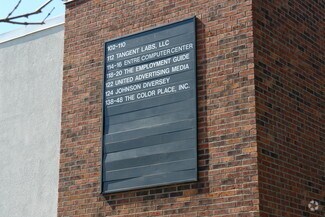 102-110
112 TANGENT LABS, LLC
114-16 ENTRE COMPUTER CENTER
118-20 THE EMPLOYMENT GUIDE
122 UNITED ADVERTISING MEDIA
124 JOHNSON DIVERSEY
138-48 THE COLOR PLACE, INC.